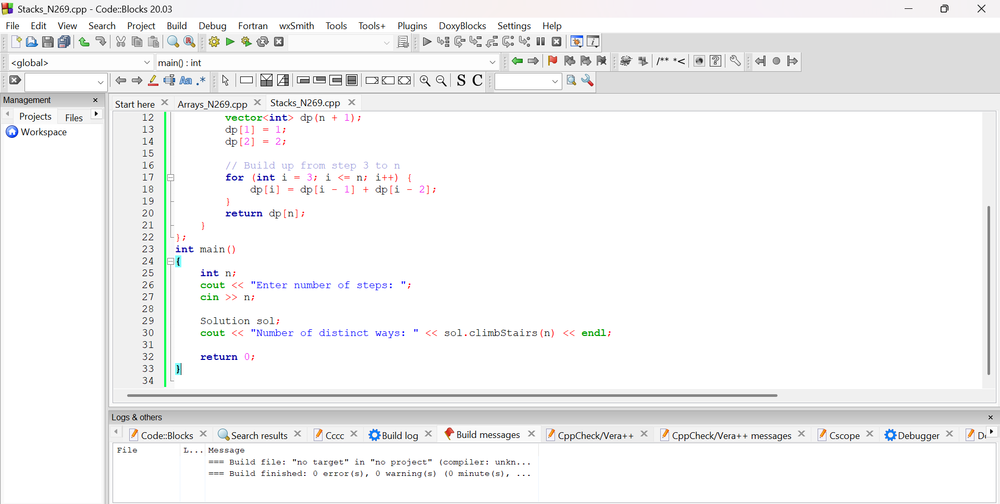 Stacks_N269.cpp - Code::Blocks 20.03
File Edit View Search Project Build Debug Fortran wxSmith Tools Tools+ Plugins DoxyBlocks Settings Help
<global> main() : int
/** *<
Aa .* S C
Management
Projects Files
Workspace
Start here Arrays_N269.cpp Stacks_N269.cpp
12 vector<int> dp(n + 1);
13 dp[1] = 1;
14 dp[2] = 2;
15
16 // Build up from step 3 to n
17 for (int i = 3; i <= n; i++) {
18 dp[i] = dp[i - 1] + dp[i - 2];
19 }
20 return dp[n];
21 }
22 };
23 int main()
24 {
25 int n;
26 cout << "Enter number of steps: ";
27 cin >> n;
28
29 Solution sol;
30 cout << "Number of distinct ways: " << sol.climbStairs(n) << endl;
31
32 return 0;
33 }
34
Logs & others
Code::Blocks Search results Cccc Build log Build messages CppCheck/Vera++ CppCheck/Vera++ messages Cscope Debugger
File L... Message
=== Build file: "no target" in "no project" (compiler: unkn...
=== Build finished: 0 error(s), 0 warning(s) (0 minute(s), ...